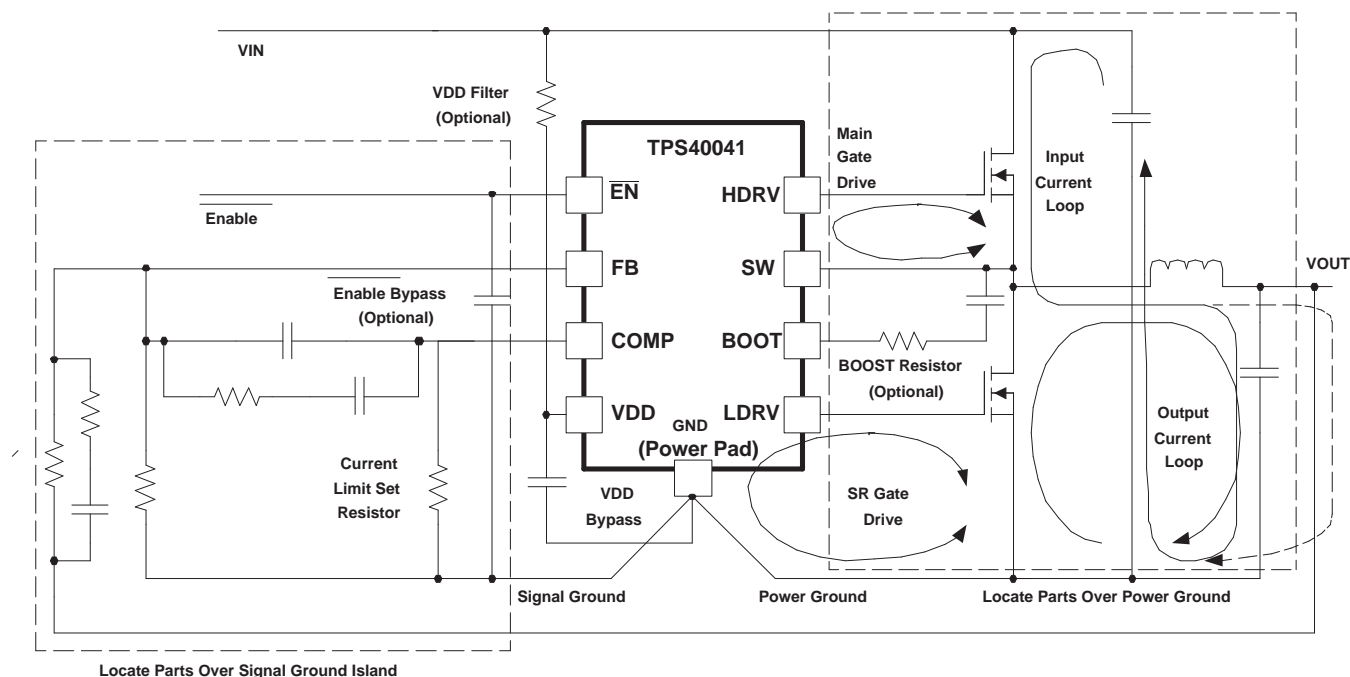 VIN
VDD Filter
(Optional)
TPS40041
Main
Gate
Drive
Input
Current
Loop
EN
HDRV
Enable
FB
SW
VOUT
Enable Bypass
(Optional)
COMP
BOOT
BOOST Resistor
(Optional)
VDD
LDRV
GND
(Power Pad)
Output
Current
Loop
Current
Limit Set
Resistor
VDD
Bypass
SR Gate
Drive
Signal Ground
Power Ground
Locate Parts Over Power Ground
Locate Parts Over Signal Ground Island